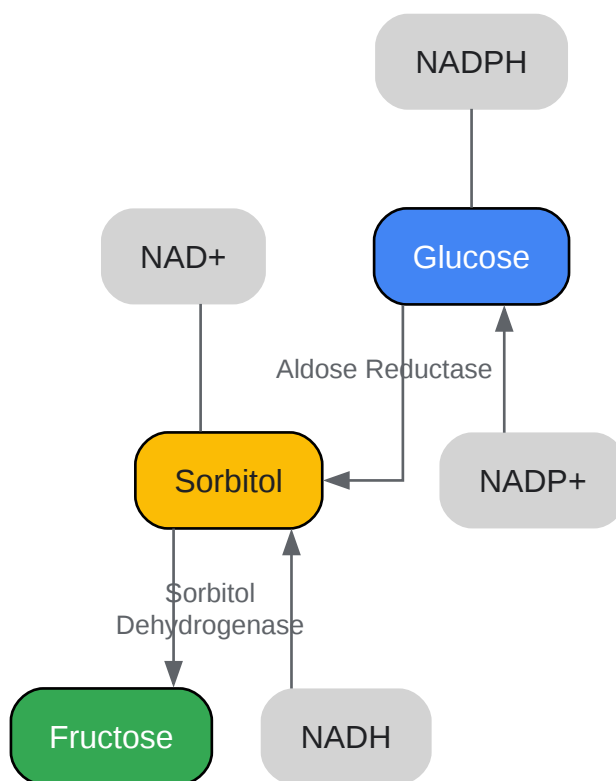 NADPH
NAD+
Glucose
Aldose Reductase
Sorbitol
NADP+
Sorbitol
Dehydrogenase
Fructose
NADH